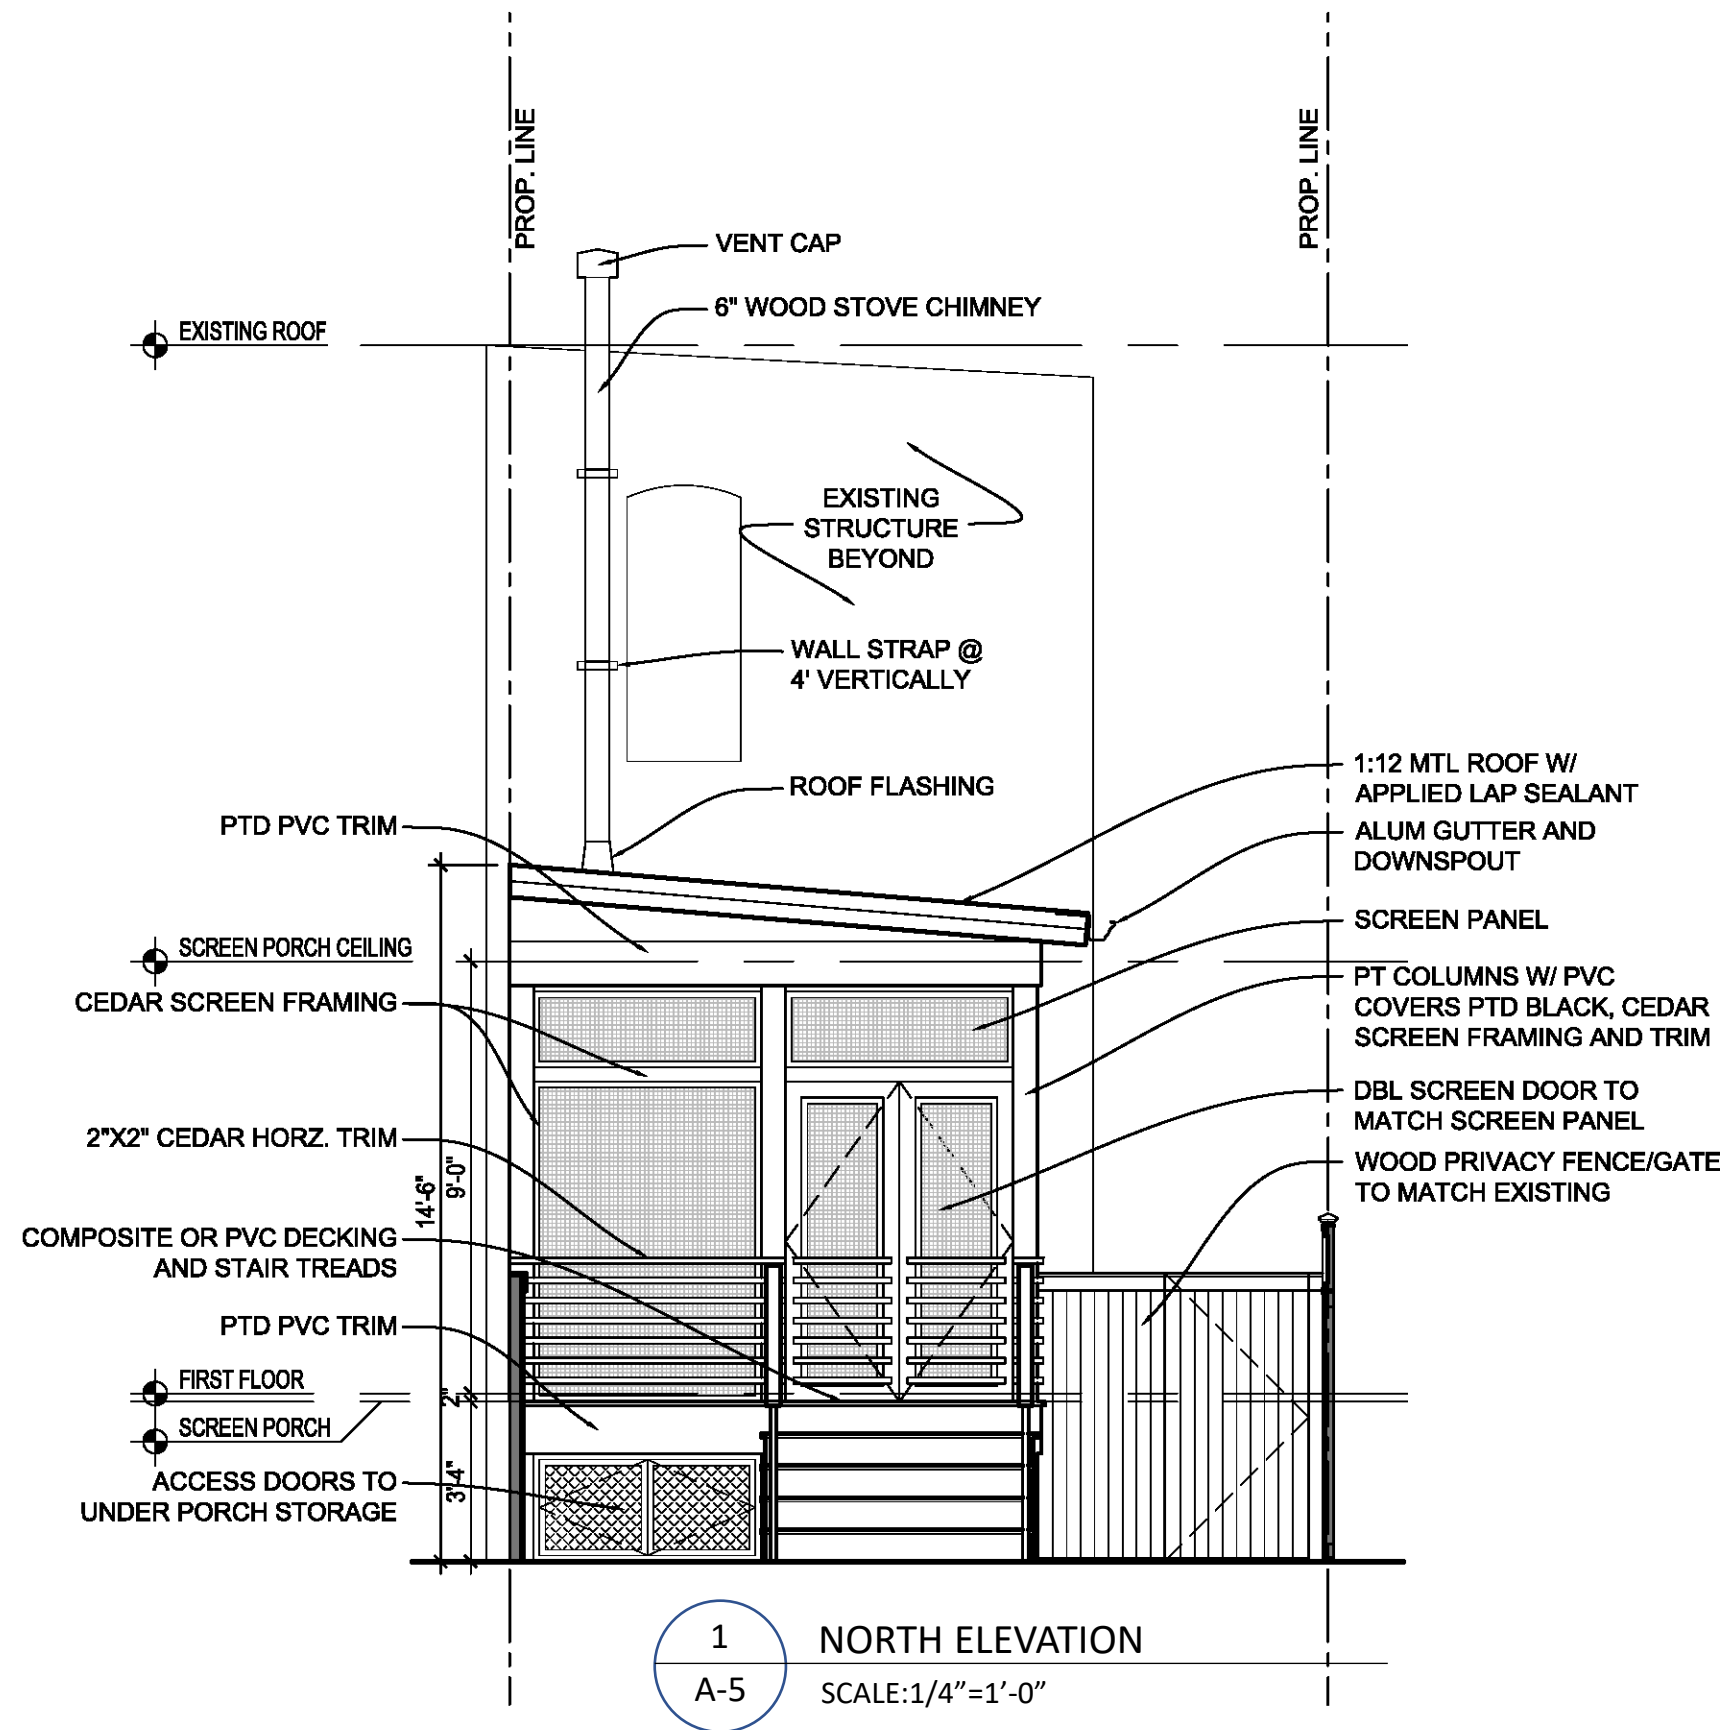 PROP. LINE
PROP. LINE
VENT CAP
6" WOOD STOVE CHIMNEY
EXISTING ROOF
EXISTING
STRUCTURE
BEYOND
WALL STRAP @
4' VERTICALLY
ROOF FLASHING
1:12 MTL ROOF W/
APPLIED LAP SEALANT
PTD PVC TRIM
ALUM GUTTER AND
DOWNSPOUT
SCREEN PANEL
SCREEN PORCH CEILING
PT COLUMNS W/ PVC
COVERS PTD BLACK, CEDAR
SCREEN FRAMING AND TRIM
CEDAR SCREEN FRAMING
DBL SCREEN DOOR TO
MATCH SCREEN PANEL
2"X2" CEDAR HORZ. TRIM
WOOD PRIVACY FENCE/GATE
TO MATCH EXISTING
14'-6"
9'-0"
COMPOSITE OR PVC DECKING
AND STAIR TREADS
PTD PVC TRIM
FIRST FLOOR
2"
SCREEN PORCH
3'-4"
ACCESS DOORS TO
UNDER PORCH STORAGE
1
A-5
NORTH ELEVATION
SCALE:1/4”=1’-0”